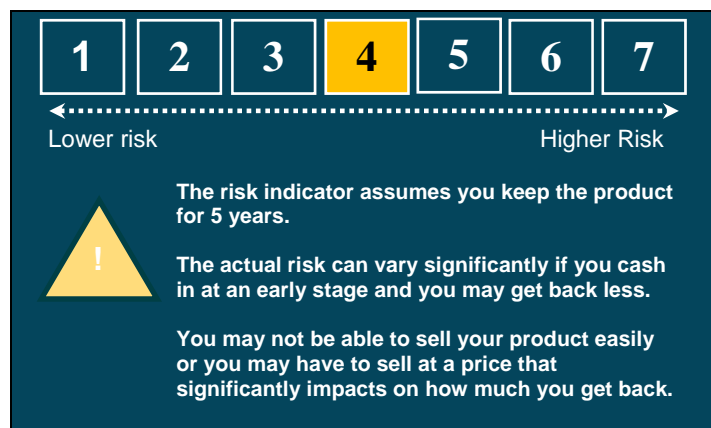 1 2 3 4 5 6 7
Lower risk Higher Risk
The risk indicator assumes you keep the product
for 5 years.
!
The actual risk can vary significantly if you cash
in at an early stage and you may get back less.
You may not be able to sell your product easily
or you may have to sell at a price that
significantly impacts on how much you get back.